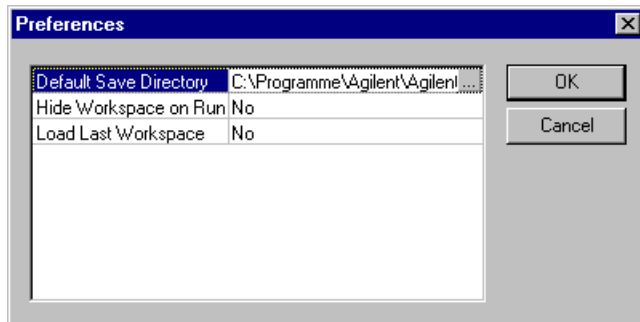 Preferences
Default Save Directory C:\Programme\Agilent\Agilent ...
Hide Workspace on Run No
Load Last Workspace No
OK
Cancel